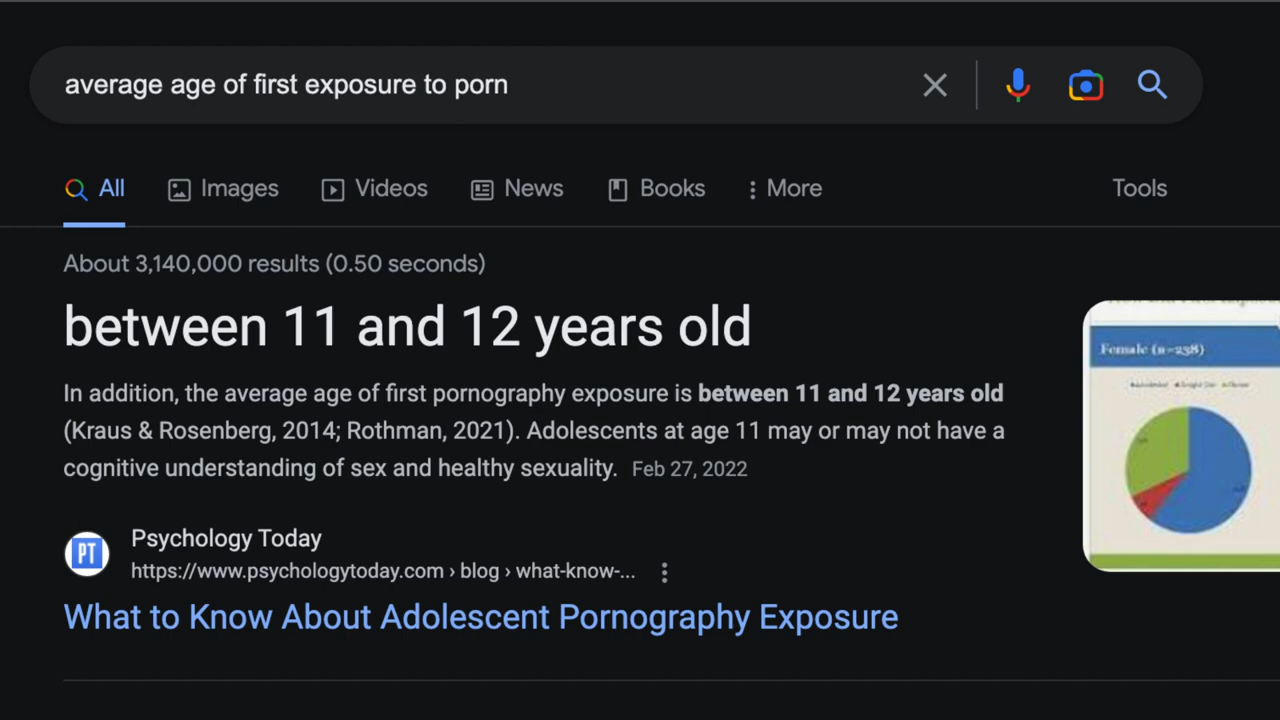 average age of first exposure to porn
All Images Videos News Books More Tools
About 3,140,000 results (0.50 seconds)
between 11 and 12 years old
In addition, the average age of first pornography exposure is between 11 and 12 years old
(Kraus & Rosenberg, 2014; Rothman, 2021). Adolescents at age 11 may or may not have a
cognitive understanding of sex and healthy sexuality. Feb 27, 2022
Female (n=238)
PT
Psychology Today
https://www.psychologytoday.com › blog › what-know-...
What to Know About Adolescent Pornography Exposure